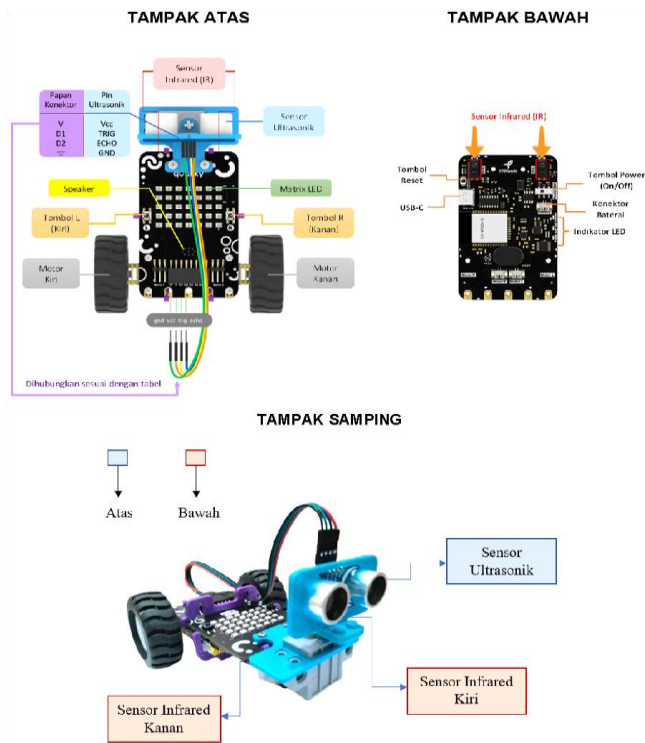 TAMPAK ATAS
TAMPAK BAWAH
Sensor
Infrared (IR)
Papan
Konektor
Pin
Ultrasonik
V
D1
D2
Vcc
TRIG
ECHO
GND
Sensor
Ultrasonik
Speaker
Matrix LED
Tombol L
(Kiri)
Tombol R
(Kanan)
Motor
Kiri
Motor
Kanan
gnd vcc trig echo
Dihubungkan sesuai dengan tabel
Sensor Infrared (IR)
Tombol
Reset
USB-C
Tombol Power
(On/Off)
Konektor
Baterai
Indikator LED
TAMPAK SAMPING
Atas
Bawah
Sensor
Ultrasonik
Sensor Infrared
Kiri
Sensor Infrared
Kanan